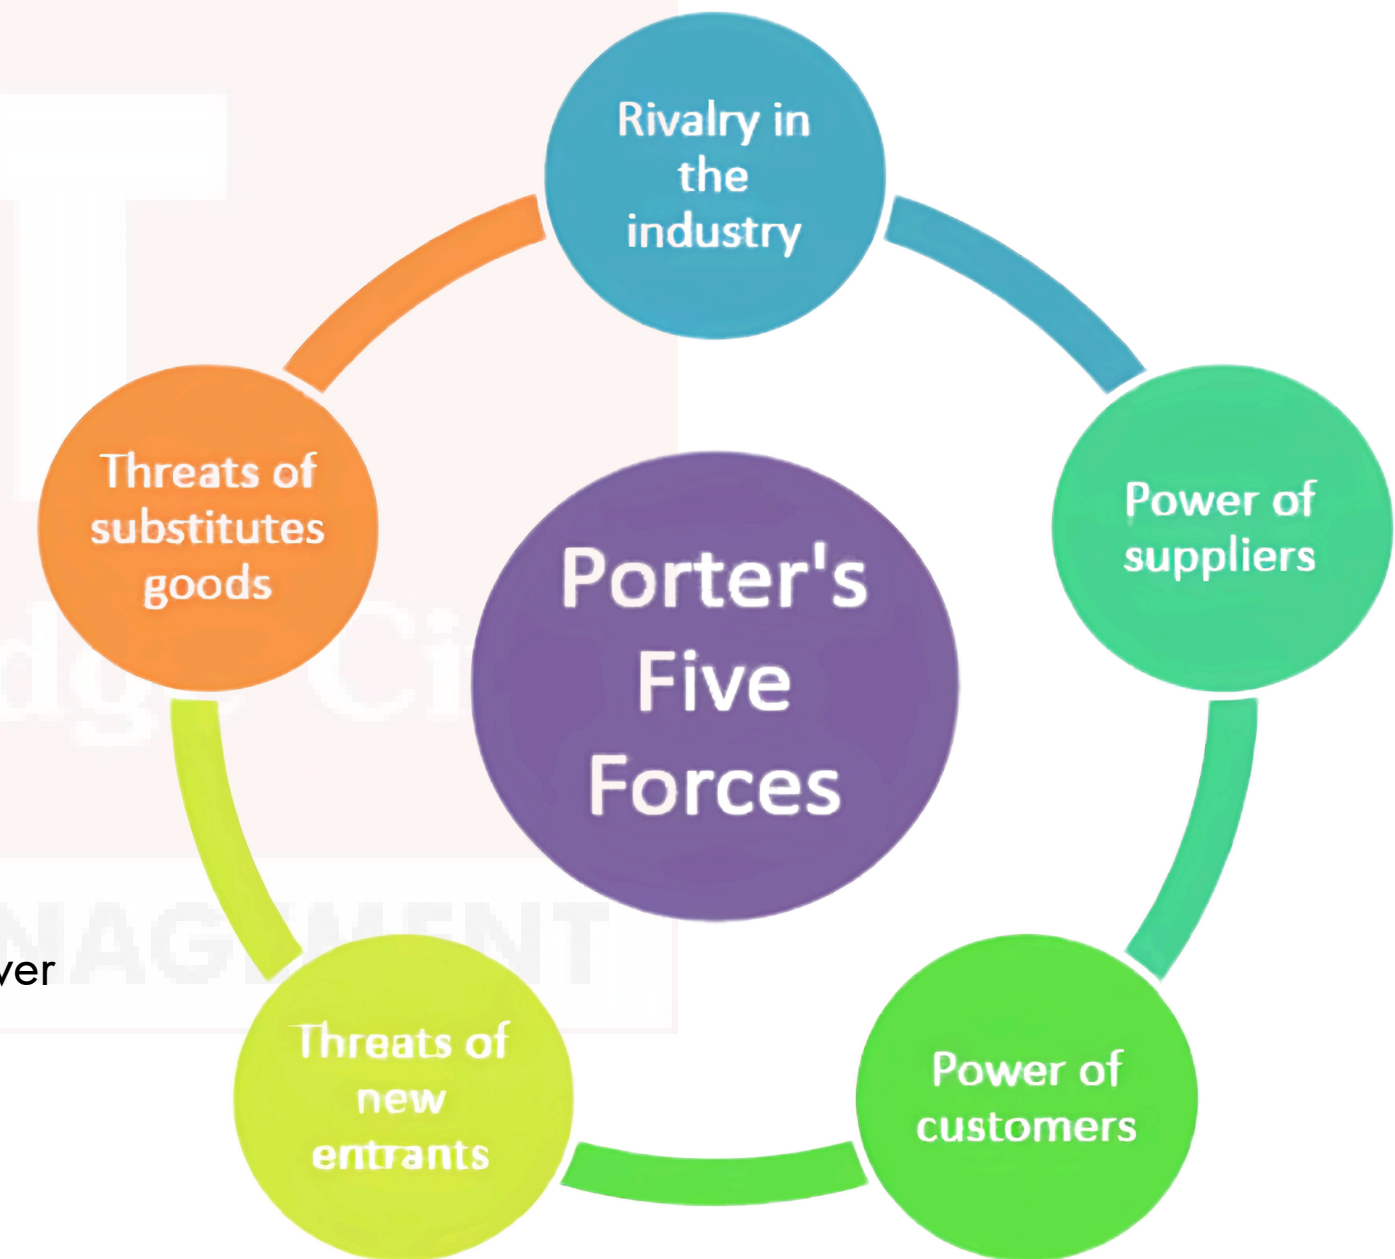 Rivalry in
the
industry
Threats of
substitutes
goods
Power of
suppliers
Porter's
Five
Forces
Threats of
new
entrants
Power of
customers